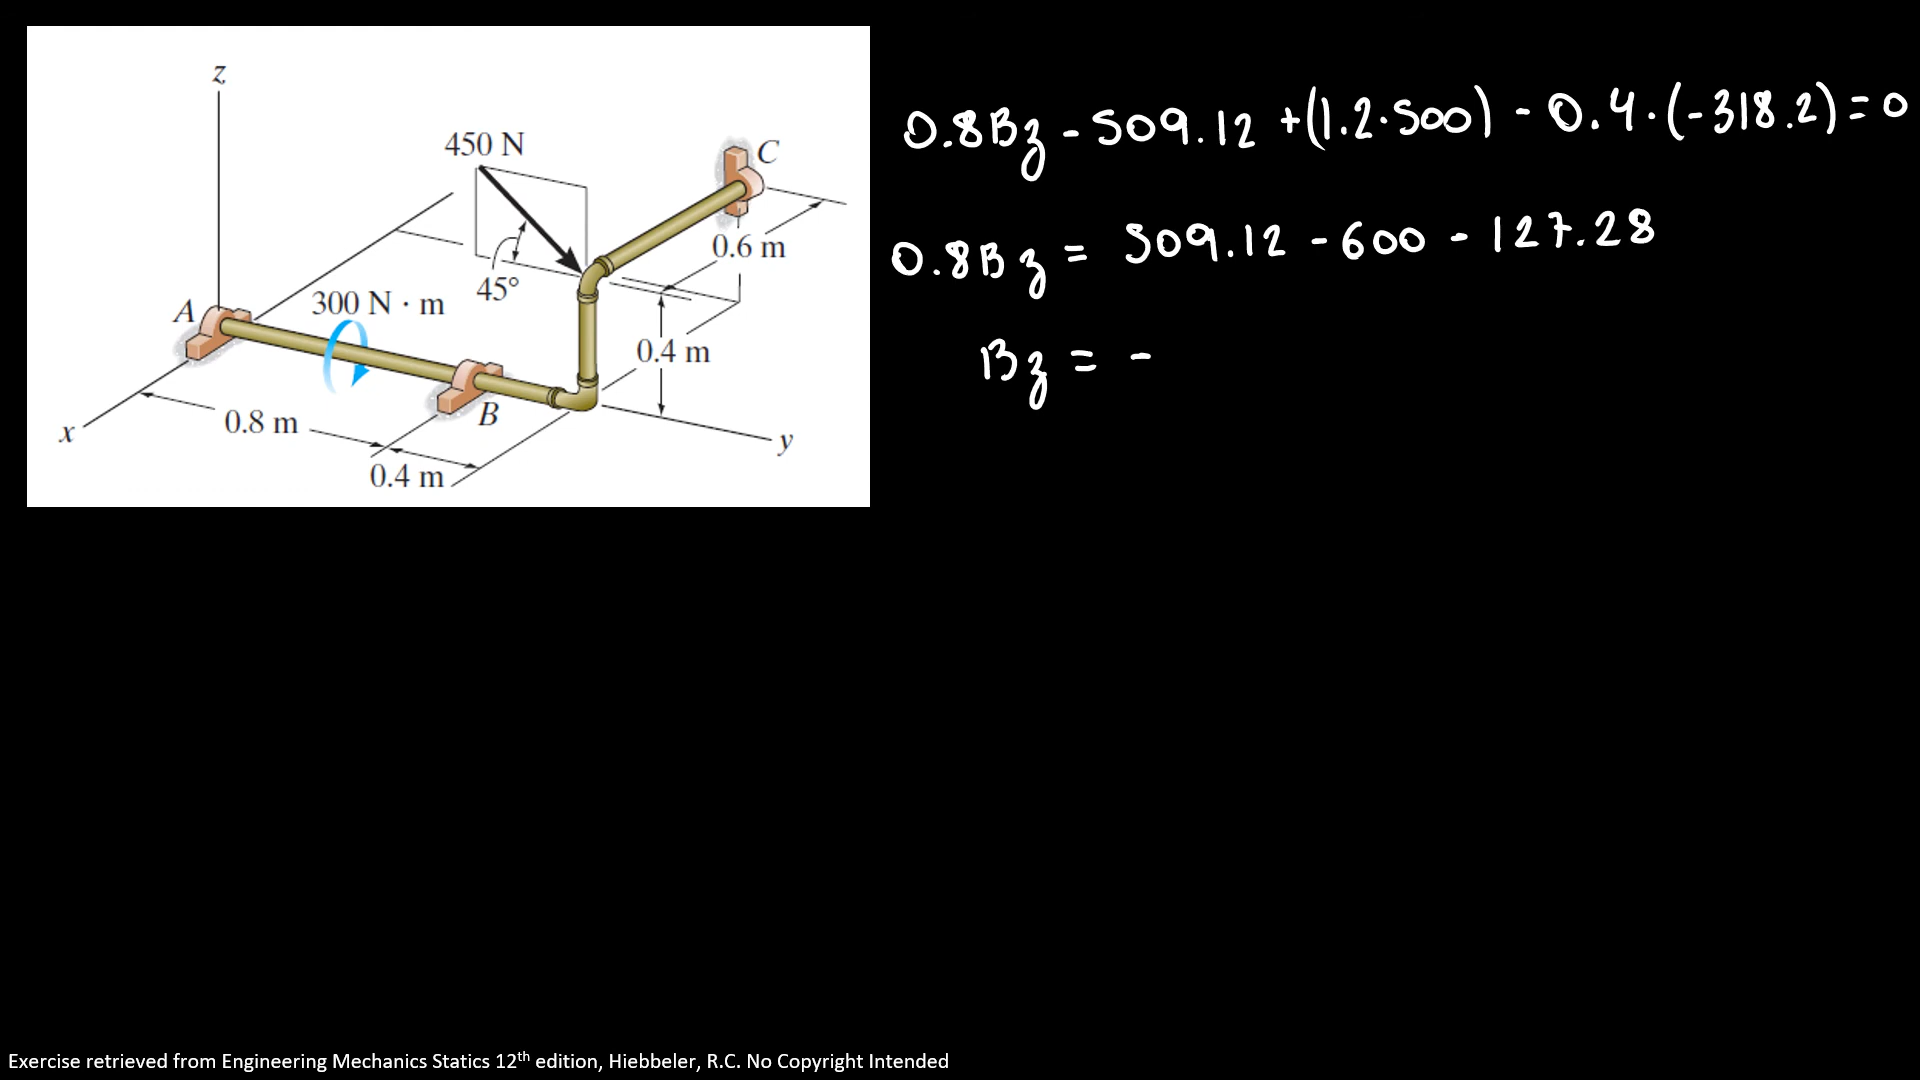 z
450 N
C
0.6 m
45°
A
300 N · m
0.4 m
B
0.8 m
x
y
0.4 m
0.8Bz - 509.12 + (1.2·500) - 0.4·(-318.2) = 0
0.8Bz = 509.12 - 600 - 127.28
Bz = -
Exercise retrieved from Engineering Mechanics Statics 12th edition, Hiebbeler, R.C. No Copyright Intended